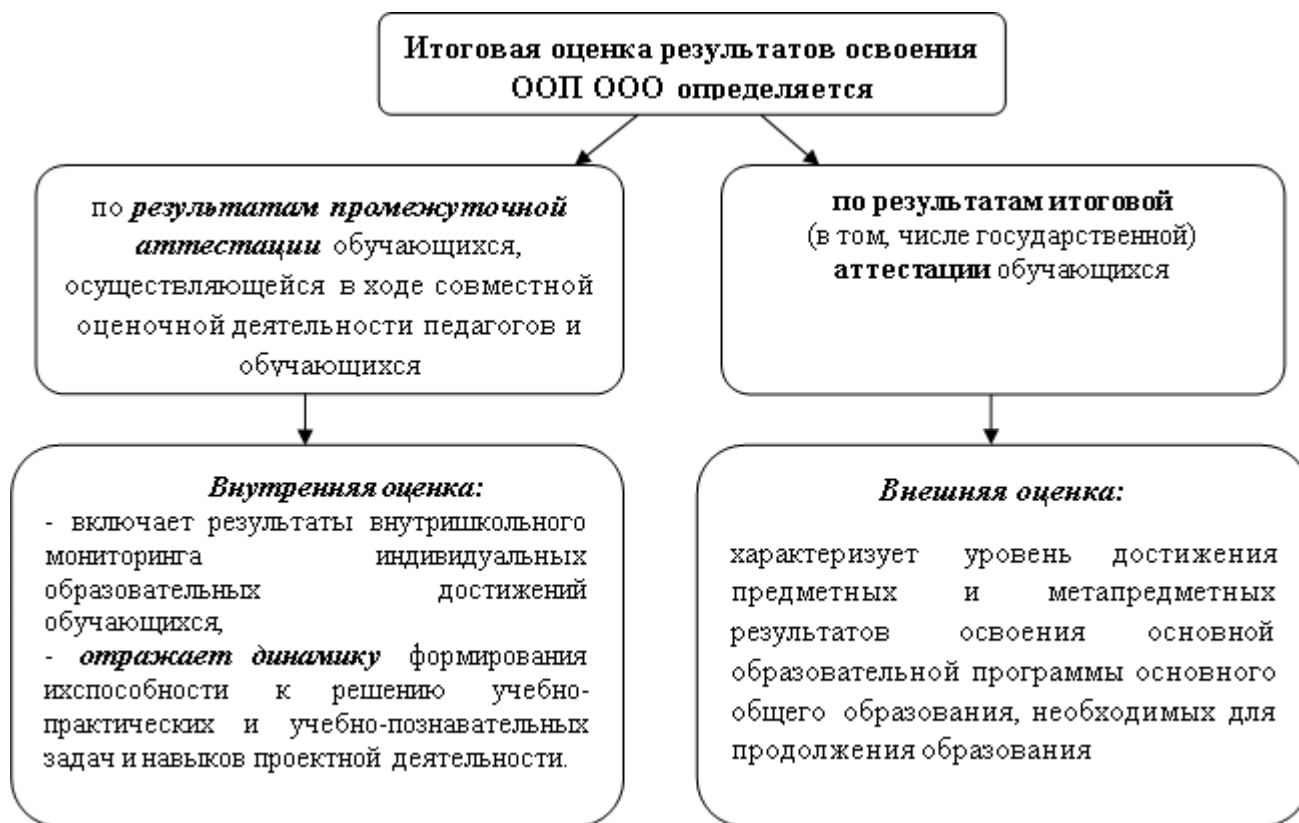 Итоговая оценка результатов освоения
ООП ООО определяется
по результатам промежуточной
аттестации обучающихся,
осуществляющейся в ходе совместной
оценочной деятельности педагогов и
обучающихся
по результатам итоговой
(в том, числе государственной)
аттестации обучающихся
Внутренняя оценка:
- включает результаты внутришкольного
мониторинга индивидуальных
образовательных достижений
обучающихся,
- отражает динамику формирования
ихспособности к решению учебно-
практических и учебно-познавательных
задач и навыков проектной деятельности.
Внешняя оценка:
характеризует уровень достижения
предметных и метапредметных
результатов освоения основной
образовательной программы основного
общего образования, необходимых для
продолжения образования